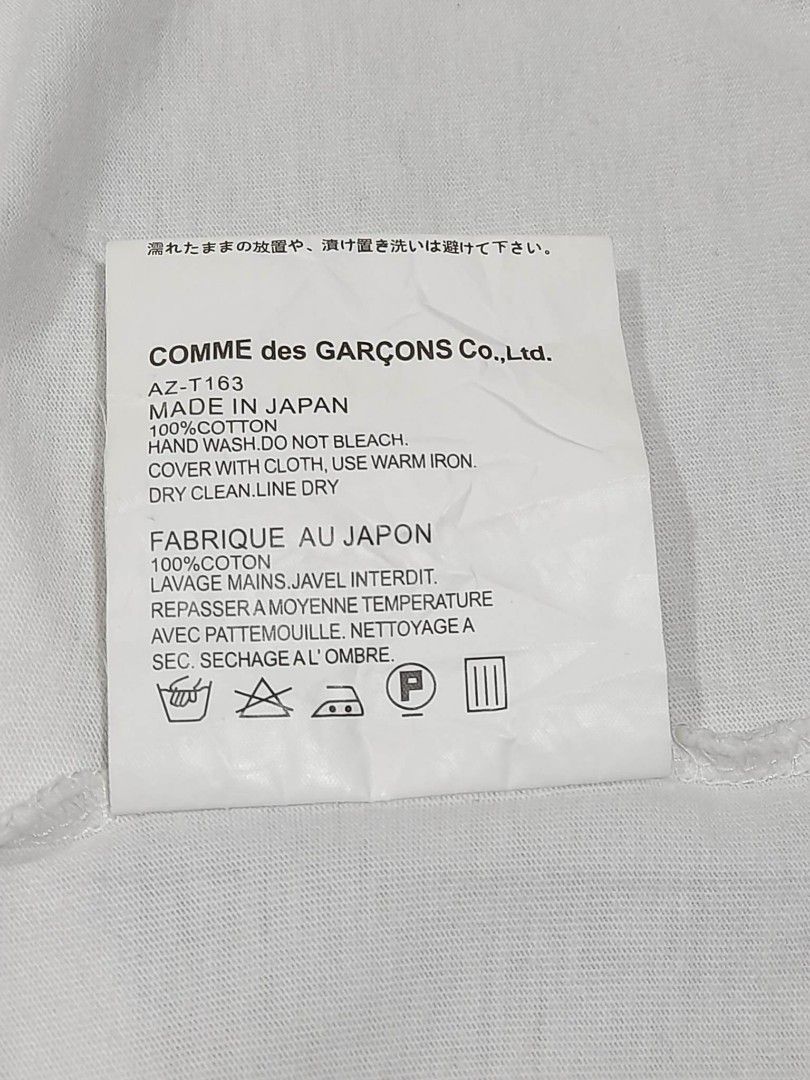 濡れたままの放置や、漬け置き洗いは避けて下さい。
COMME des GARÇONS Co.,Ltd.
AZ-T163
MADE IN JAPAN
100%COTTON
HAND WASH.DO NOT BLEACH.
COVER WITH CLOTH, USE WARM IRON.
DRY CLEAN.LINE DRY
FABRIQUE AU JAPON
100%COTON
LAVAGE MAINS.JAVEL INTERDIT.
REPASSER A MOYENNE TEMPERATURE
AVEC PATTEMOUILLE. NETTOYAGE A
SEC. SECHAGE A L' OMBRE.
P